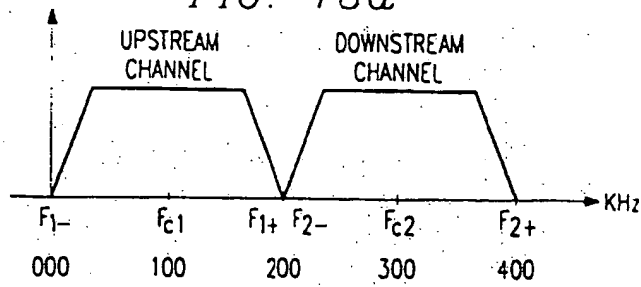 UPSTREAM
CHANNEL
DOWNSTREAM
CHANNEL
KHz
F1- Fc1 F1+ F2- Fc2 F2+
000 100 200 300 400